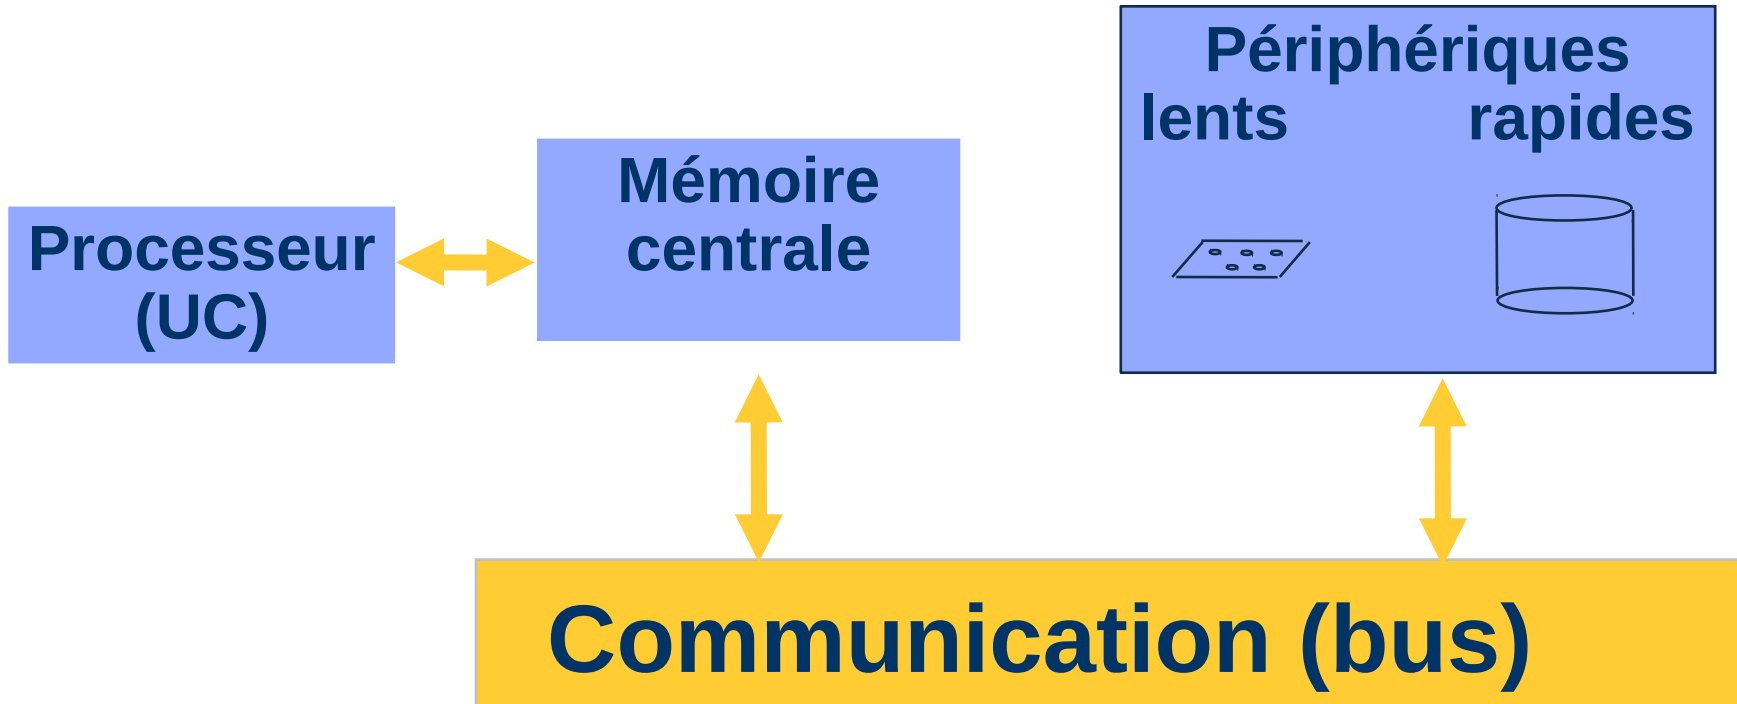 Processeur
(UC)
Mémoire
centrale
Périphériques
lents rapides
Communication (bus)